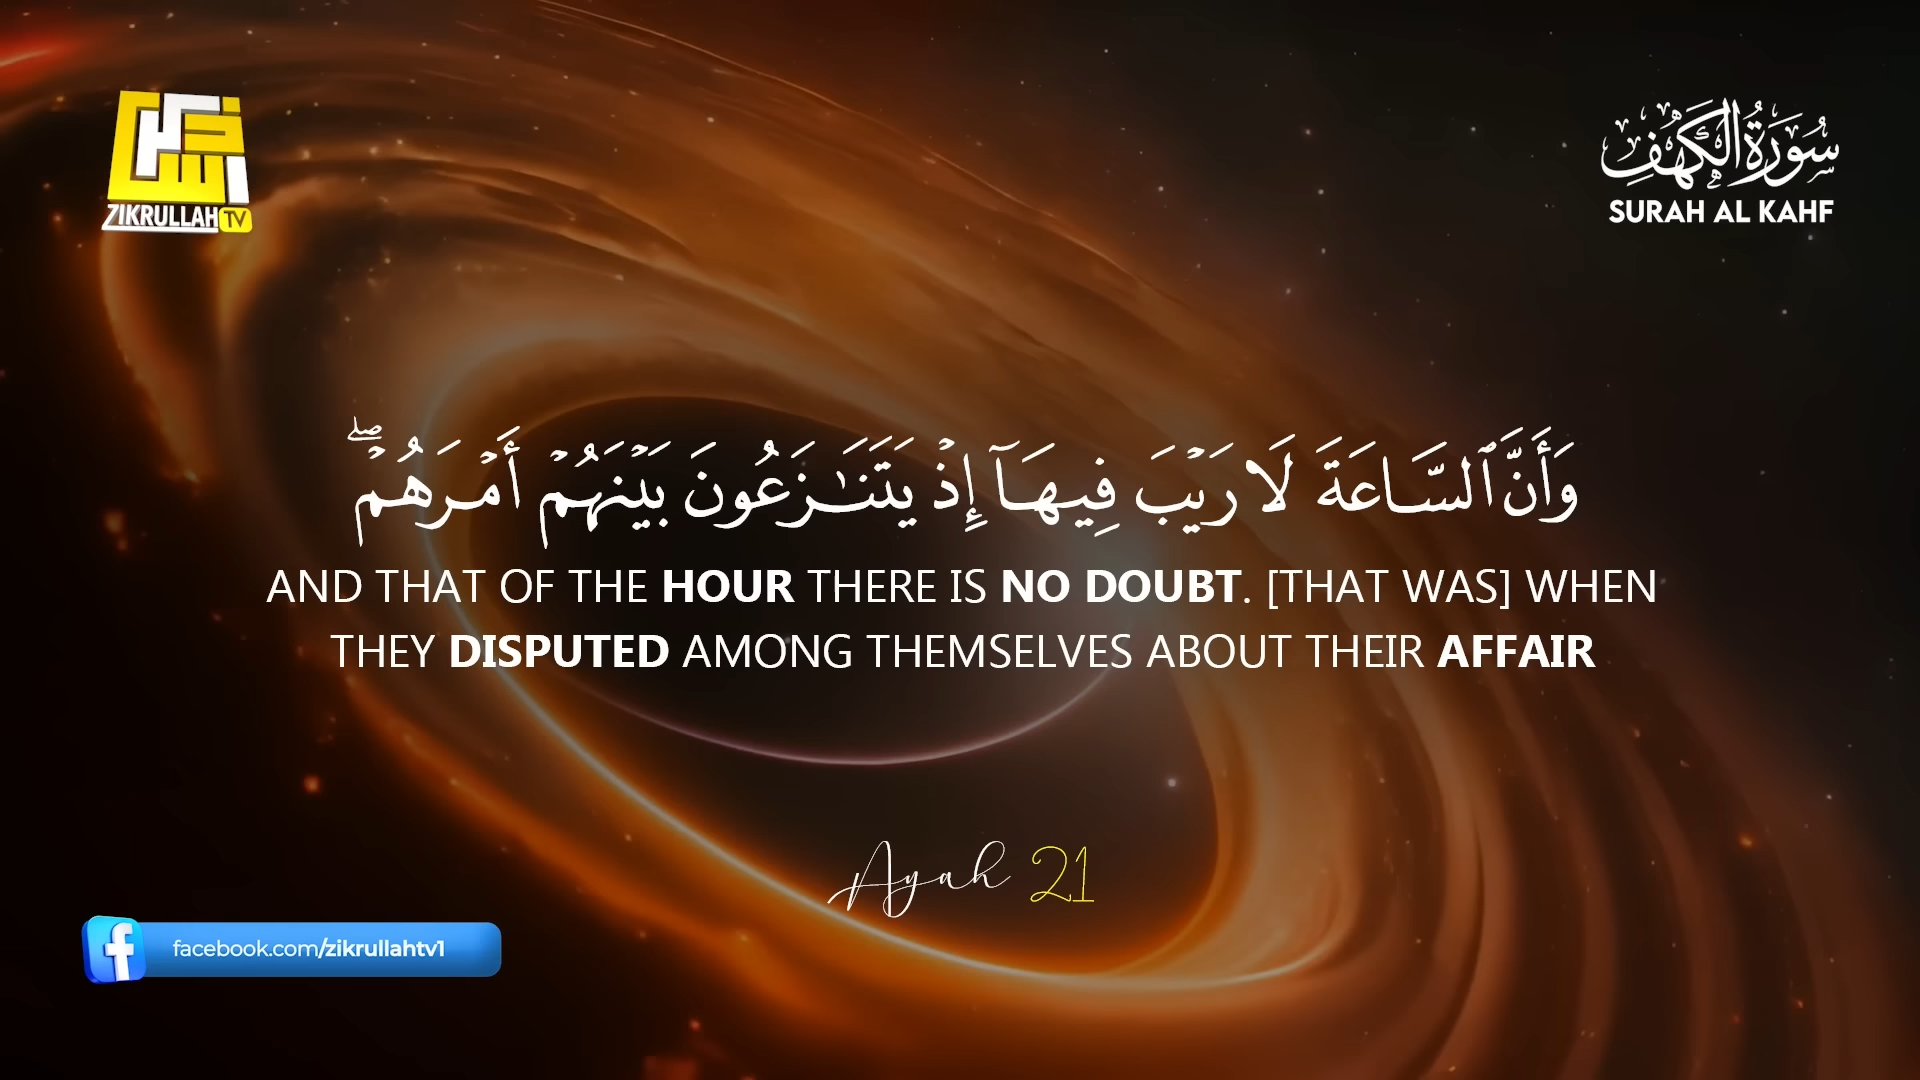 ZIKRULLAH TV
سُورَةُ الكَهْفِ
SURAH AL KAHF
وَأَنَّ ٱلسَّاعَةَ لَا رَيْبَ فِيهَآ إِذْ يَتَنَـٰزَعُونَ بَيْنَهُمْ أَمْرَهُمْ ۖ
AND THAT OF THE HOUR THERE IS NO DOUBT. [THAT WAS] WHEN
THEY DISPUTED AMONG THEMSELVES ABOUT THEIR AFFAIR
Ayah 21
facebook.com/zikrullahtv1